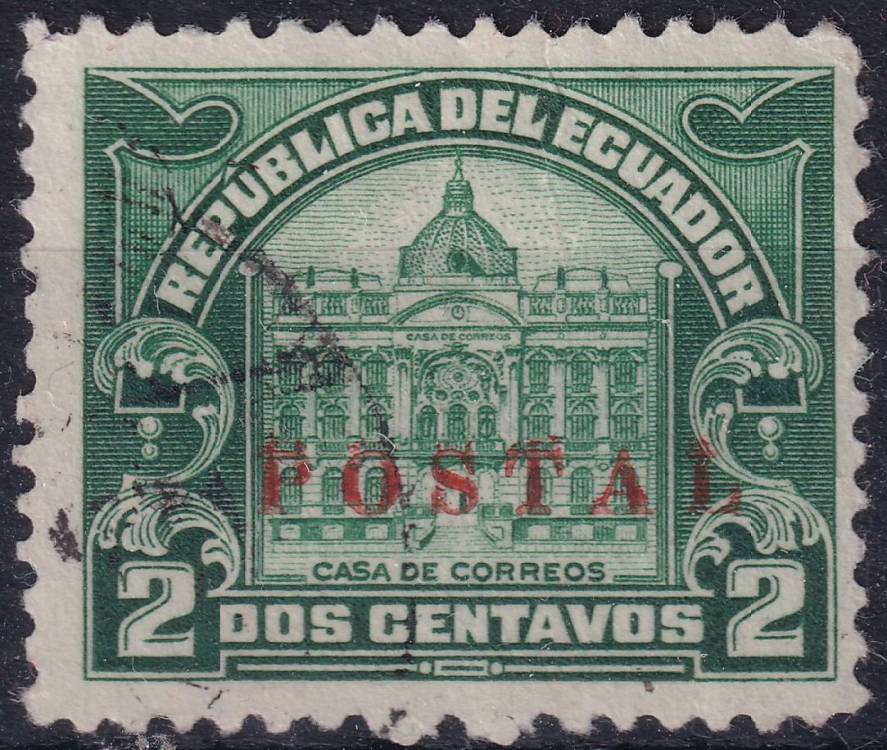 REPUBLICA DEL ECUADOR
CASA DE CORREOS
POSTAL
CASA DE CORREOS
2 DOS CENTAVOS 2